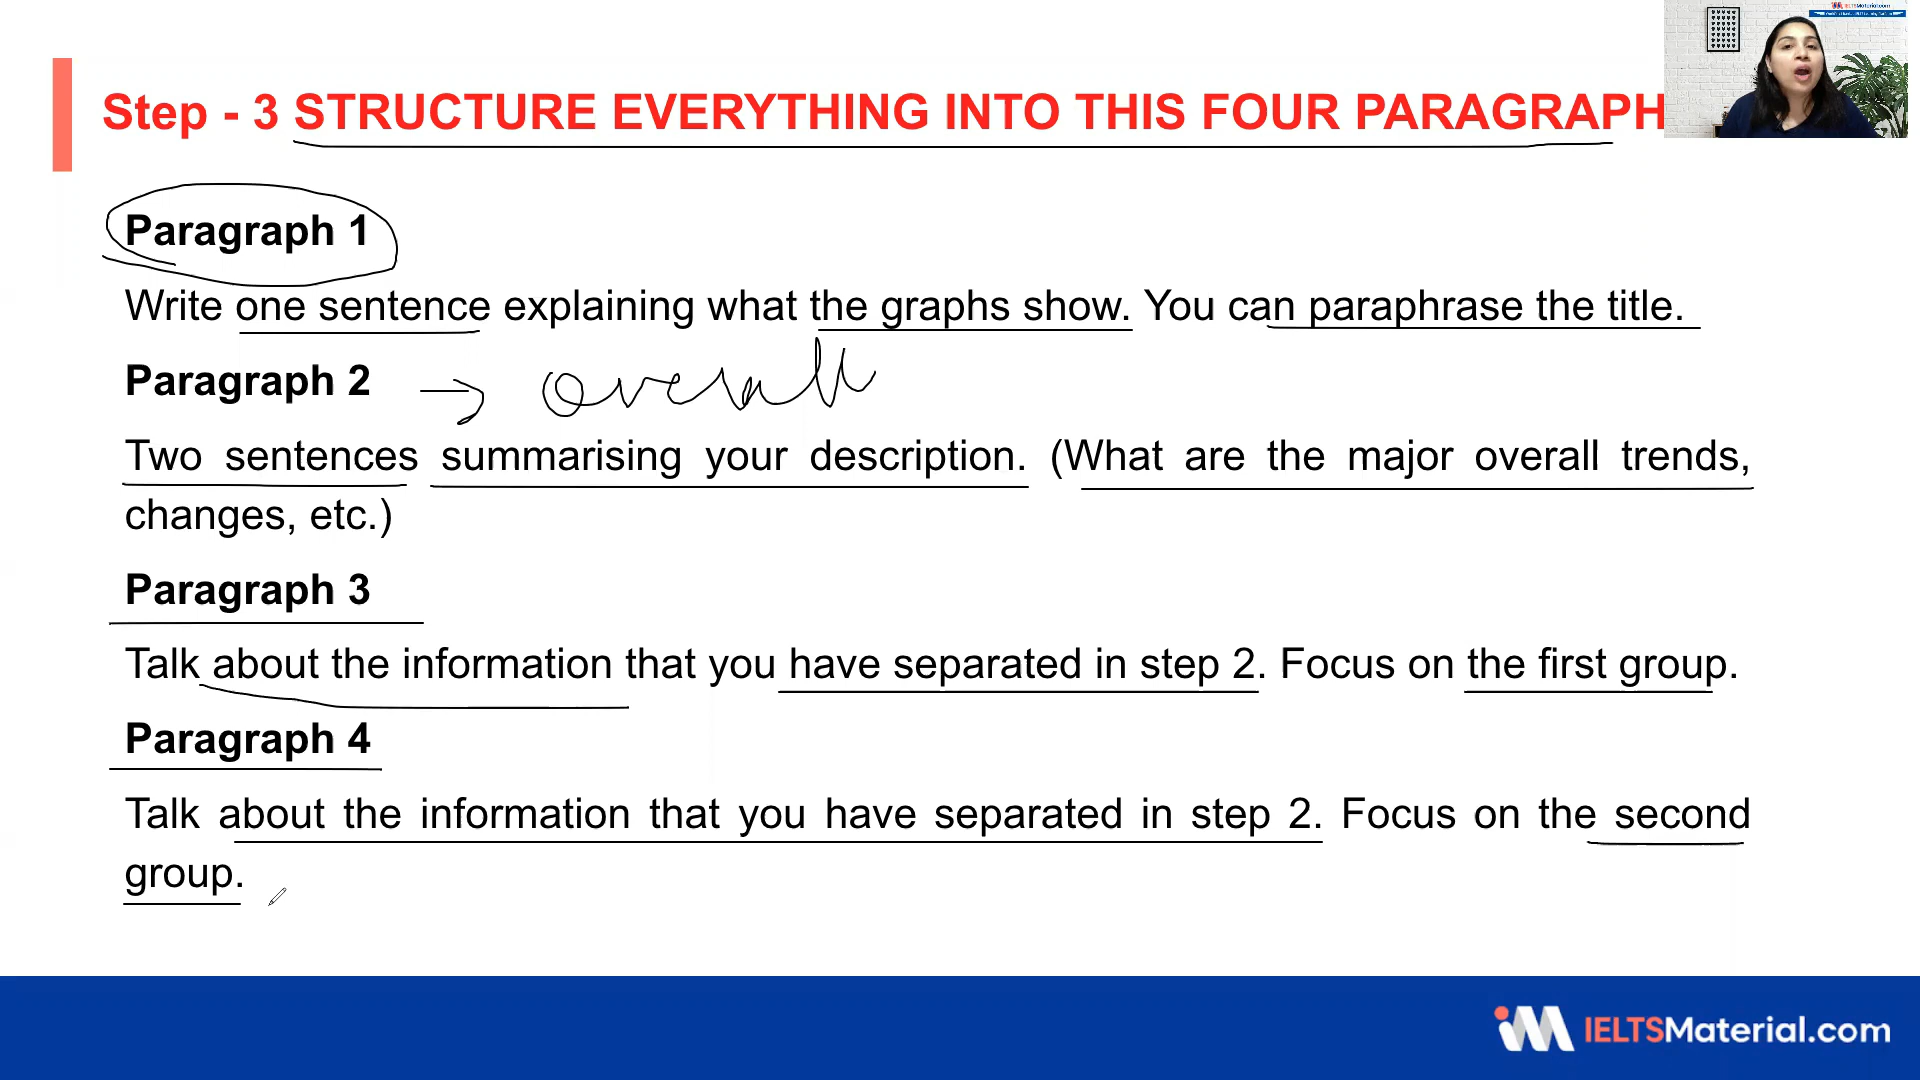 IELTSMaterial.com
Step - 3 STRUCTURE EVERYTHING INTO THIS FOUR PARAGRAPH
Paragraph 1
Write one sentence explaining what the graphs show. You can paraphrase the title.
Paragraph 2 → overall
Two sentences summarising your description. (What are the major overall trends,
changes, etc.)
Paragraph 3
Talk about the information that you have separated in step 2. Focus on the first group.
Paragraph 4
Talk about the information that you have separated in step 2. Focus on the second
group.
IELTSMaterial.com